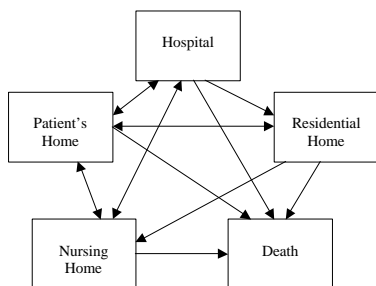 Hospital
Patient’s
Home
Residential
Home
Nursing
Home
Death